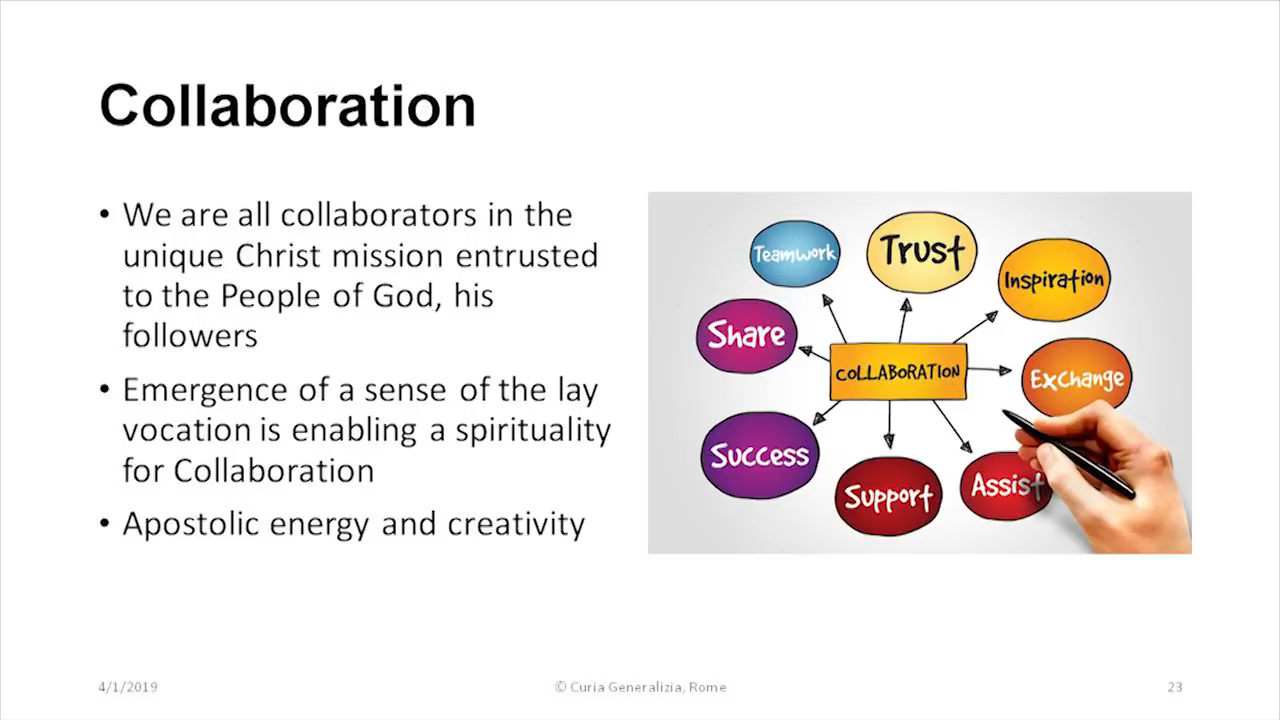 Collaboration
• We are all collaborators in the
unique Christ mission entrusted
to the People of God, his
followers
• Emergence of a sense of the lay
vocation is enabling a spirituality
for Collaboration
• Apostolic energy and creativity
Teamwork
Trust
Inspiration
Share
COLLABORATION
Exchange
Success
Support
Assist
4/1/2019
© Curia Generalizia, Rome
23